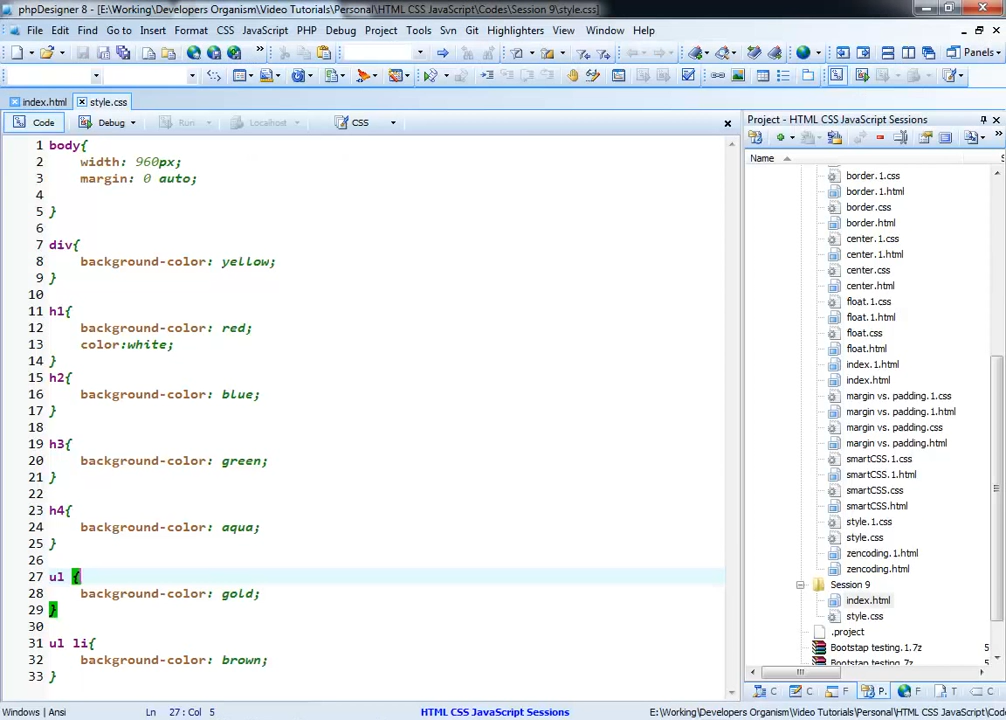 phpDesigner 8 - [E:\Working\Developers Organism\Video Tutorials\Personal\HTML CSS JavaScript\Codes\Session 9\style.css]
File Edit Find Go to Insert Format CSS JavaScript PHP Debug Project Tools Svn Git Highlighters View Window Help
Panels
index.html style.css
Code Debug Run Localhost CSS
Project - HTML CSS JavaScript Sessions
Name
1 body{
2 width: 960px;
3 margin: 0 auto;
4
5 }
6
7 div{
8 background-color: yellow;
9 }
10
11 h1{
12 background-color: red;
13 color:white;
14 }
15 h2{
16 background-color: blue;
17 }
18
19 h3{
20 background-color: green;
21 }
22
23 h4{
24 background-color: aqua;
25 }
26
27 ul {
28 background-color: gold;
29 }
30
31 ul li{
32 background-color: brown;
33 }
border.1.css
border.1.html
border.css
border.html
center.1.css
center.1.html
center.css
center.html
float.1.css
float.1.html
float.css
float.html
index.1.html
index.html
margin vs. padding.1.css
margin vs. padding.1.html
margin vs. padding.css
margin vs. padding.html
smartCSS.1.css
smartCSS.1.html
smartCSS.css
smartCSS.html
style.1.css
style.css
zencoding.1.html
zencoding.html
Session 9
index.html
style.css
.project
Bootstap testing.1.7z 5
Bootstap testing.7z 5
C C F P. F T C
Windows | Ansi Ln 27 : Col 5 HTML CSS JavaScript Sessions E:\Working\Developers Organism\Video Tutorials\Personal\HTML CSS JavaScript\Code